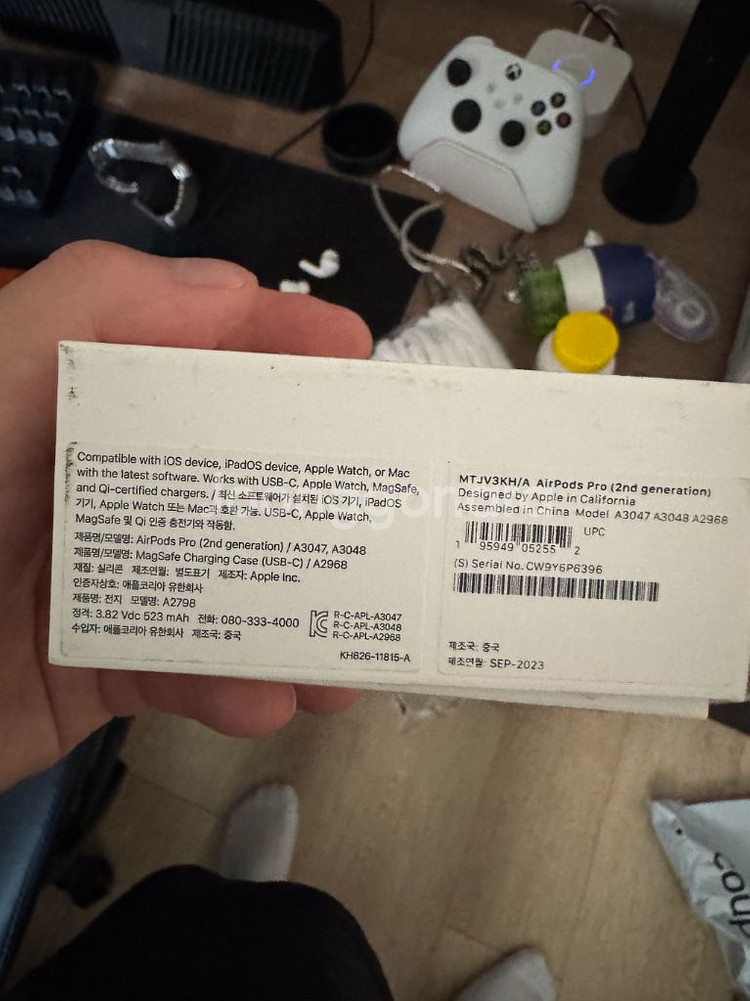 Compatible with iOS device, iPadOS device, Apple Watch, or Mac
with the latest software. Works with USB-C, Apple Watch, MagSafe,
and Qi-certified chargers. / 최신 소프트웨어가 설치된 iOS 기기, iPadOS
기기, Apple Watch 또는 Mac과 호환 가능. USB-C, Apple Watch,
MagSafe 및 Qi 인증 충전기와 작동함.
제품명/모델명: AirPods Pro (2nd generation) / A3047, A3048
제품명/모델명: MagSafe Charging Case (USB-C) / A2968
재질: 실리콘 제조연월: 별도표기 제조자: Apple Inc.
인증자상호: 애플코리아 유한회사
제품명: 전지 모델명: A2798
정격: 3.82 Vdc 523 mAh 전화: 080-333-4000
수입자: 애플코리아 유한회사 제조국: 중국
R-C-APL-A3047
R-C-APL-A3048
R-C-APL-A2968
KH626-11815-A
MTJV3KH/A AirPods Pro (2nd generation)
Designed by Apple in California
Assembled in China Model A3047 A3048 A2968
UPC
1 95949 05255 2
(S) Serial No. CW9Y6P6396
제조국: 중국
제조연월: SEP-2023